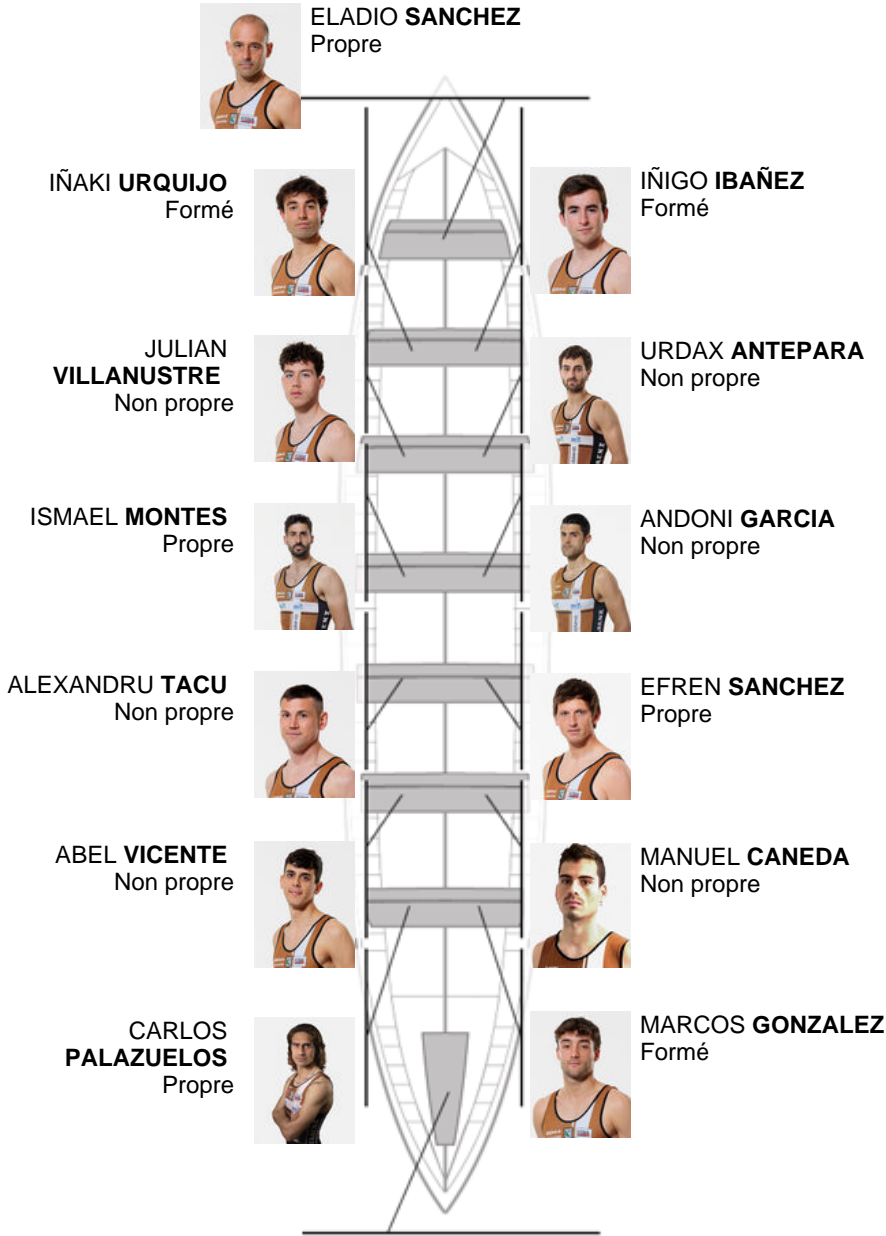 ELADIO SANCHEZ
Propre
IÑAKI URQUIJO
Formé
IÑIGO IBAÑEZ
Formé
JULIAN
VILLANUSTRE
Non propre
URDAX ANTEPARA
Non propre
ISMAEL MONTES
Propre
ANDONI GARCIA
Non propre
ALEXANDRU TACU
Non propre
EFREN SANCHEZ
Propre
ABEL VICENTE
Non propre
MANUEL CANEDA
Non propre
CARLOS
PALAZUELOS
Propre
MARCOS GONZALEZ
Formé